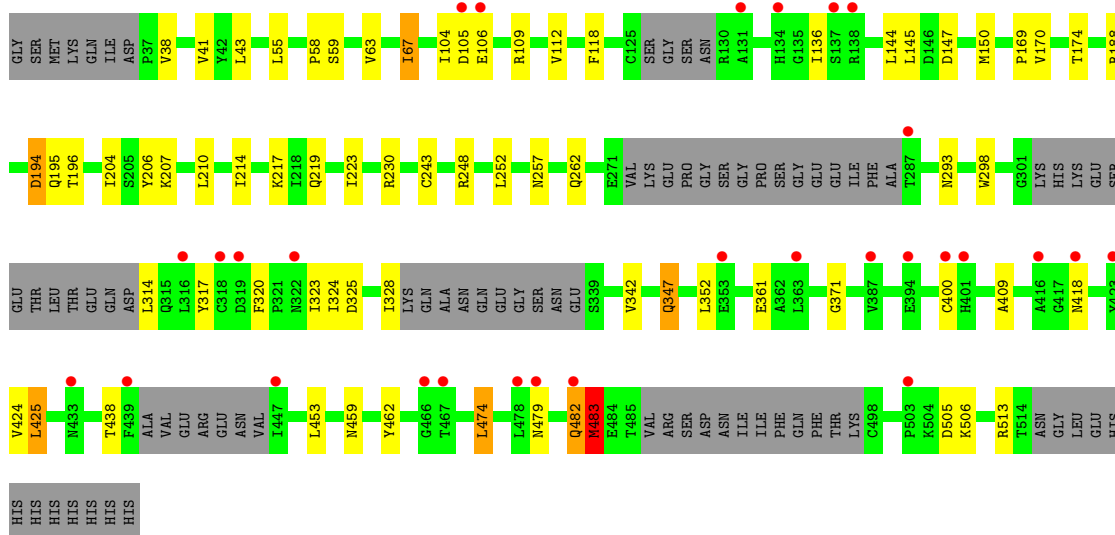 GLY SER MET LYS GLN ILE ASP P37 V38 V41 Y42 L43 L55 P58 S59 V63 I67 I104 D105 E106 R109 V112 F118 C125 SER GLY SER ASN R130 A131 H134 G135 I136 S137 R138 L144 L145 D146 D147 M150 P169 V170 T174
D194 Q195 T196 I204 S205 Y206 K207 L210 I214 K217 I218 Q219 I223 R230 C243 R248 L252 N257 Q262 E271 VAL LYS GLU PRO GLY SER GLY PRO SER GLY GLU GLU ILE PHE ALA T287 N293 W298 G301 LYS HIS LYS GLU SER
GLU THR LEU THR GLU GLN ASP L314 Q315 L316 Y317 C318 D319 F320 P321 N322 I323 I324 D325 I328 LYS GLN ALA ASN GLN GLU GLY SER ASN GLU S339 V342 Q347 L352 E353 E361 A362 L363 G371 V387 E394 C400 H401 A409 A416 G417 N418
V424 L425 N433 T438 F439 ALA VAL GLU ARG GLU ASN VAL I447 L453 N459 Y462 G466 T467 L474 L478 N479 Q482 M483 E484 T485 VAL ARG SER ASP ASN ILE ILE PHE GLN PHE THR LYS C498 P503 K504 D505 K506 R513 T514 ASN GLY LEU GLU HIS
HIS HIS HIS HIS HIS HIS HIS